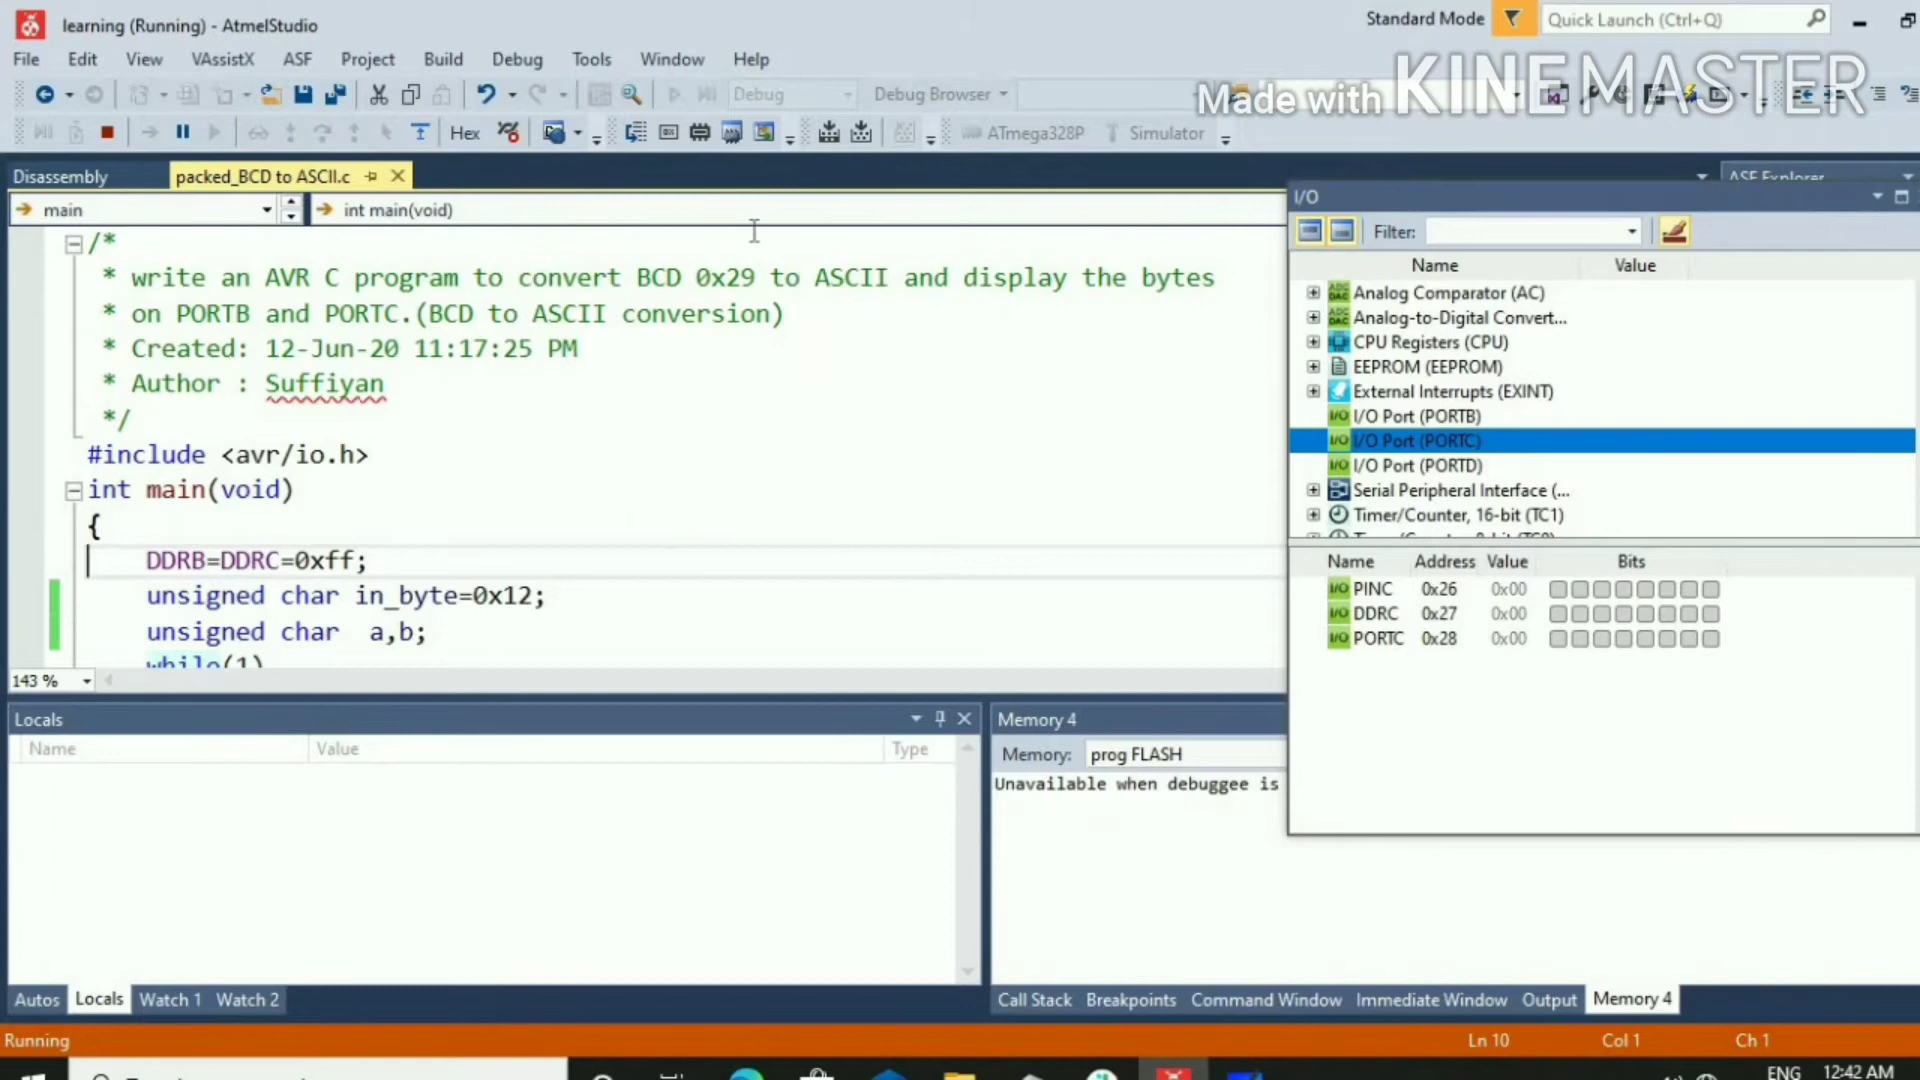 learning (Running) - AtmelStudio
Standard Mode
Quick Launch (Ctrl+Q)
File Edit View VAssistX ASF Project Build Debug Tools Window Help
Made with KINEMASTER
Debug
Debug Browser
Hex
ATmega328P
Simulator
Disassembly
packed_BCD to ASCII.c
ASF Explorer
main
int main(void)
I/O
Filter:
Name Value
Analog Comparator (AC)
Analog-to-Digital Convert...
CPU Registers (CPU)
EEPROM (EEPROM)
External Interrupts (EXINT)
I/O Port (PORTB)
I/O Port (PORTC)
I/O Port (PORTD)
Serial Peripheral Interface (...
Timer/Counter, 16-bit (TC1)
Name Address Value Bits
PINC 0x26 0x00
DDRC 0x27 0x00
PORTC 0x28 0x00
/*
* write an AVR C program to convert BCD 0x29 to ASCII and display the bytes
* on PORTB and PORTC.(BCD to ASCII conversion)
* Created: 12-Jun-20 11:17:25 PM
* Author : Suffiyan
*/
#include <avr/io.h>
int main(void)
{
DDRB=DDRC=0xff;
unsigned char in_byte=0x12;
unsigned char a,b;
while(1)
143 %
Locals
Name Value Type
Memory 4
Memory: prog FLASH
Unavailable when debuggee is
Autos Locals Watch 1 Watch 2
Call Stack Breakpoints Command Window Immediate Window Output Memory 4
Running
Ln 10 Col 1 Ch 1
ENG 12:42 AM